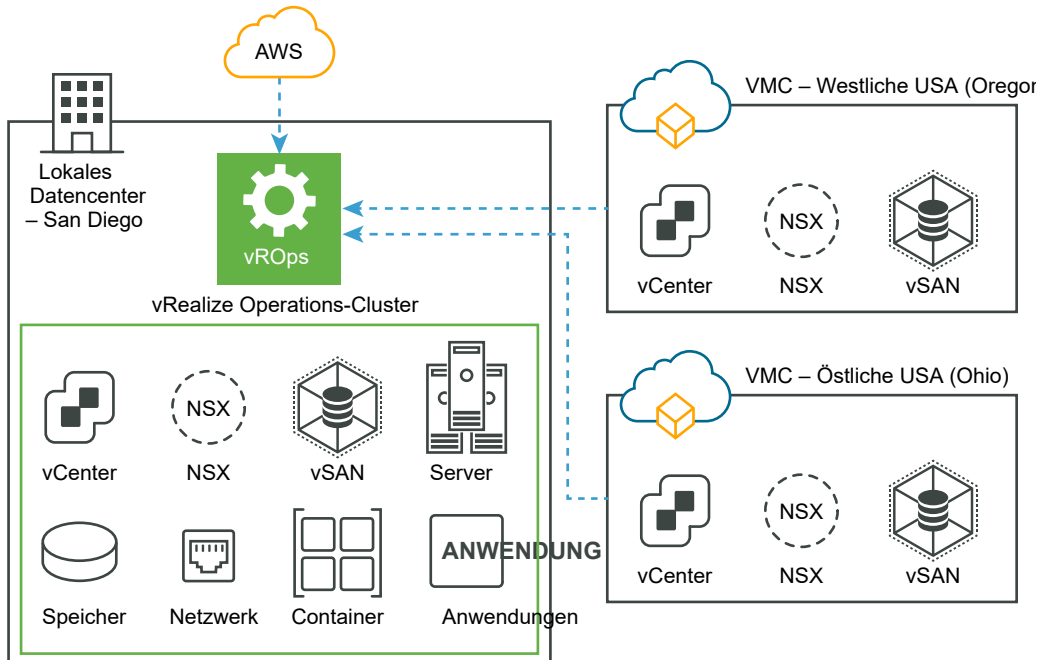 AWS
Lokales
Datencenter
– San Diego
vROps
vRealize Operations-Cluster
vCenter
NSX
NSX
vSAN
Server
Speicher
Netzwerk
Container
ANWENDUNG
Anwendungen
VMC – Westliche USA (Oregon
vCenter
NSX
NSX
vSAN
VMC – Östliche USA (Ohio)
vCenter
NSX
NSX
vSAN